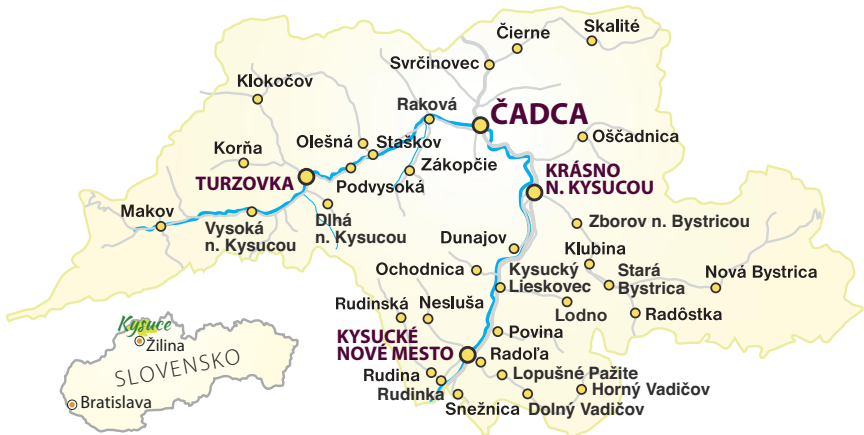 Skalité
Čierne
Svrčinovec
Klokočov
Raková
ČADCA
Oščadnica
Olešná
Staškov
Korňa
Zákopčie
KRÁSNO
N. KYSUCOU
TURZOVKA
Podvysoká
Makov
Vysoká
n. Kysucou
Dlhá
n. Kysucou
Zborov n. Bystricou
Dunajov
Klubina
Ochodnica
Kysucký
Lieskovec
Stará
Bystrica
Nová Bystrica
Rudinská
Nesluša
Lodno
Radôstka
Kysuce
Žilina
SLOVENSKO
Bratislava
KYSUCKÉ
NOVÉ MESTO
Povina
Radoľa
Rudina
Lopušné Pažite
Rudinka
Horný Vadičov
Snežnica
Dolný Vadičov